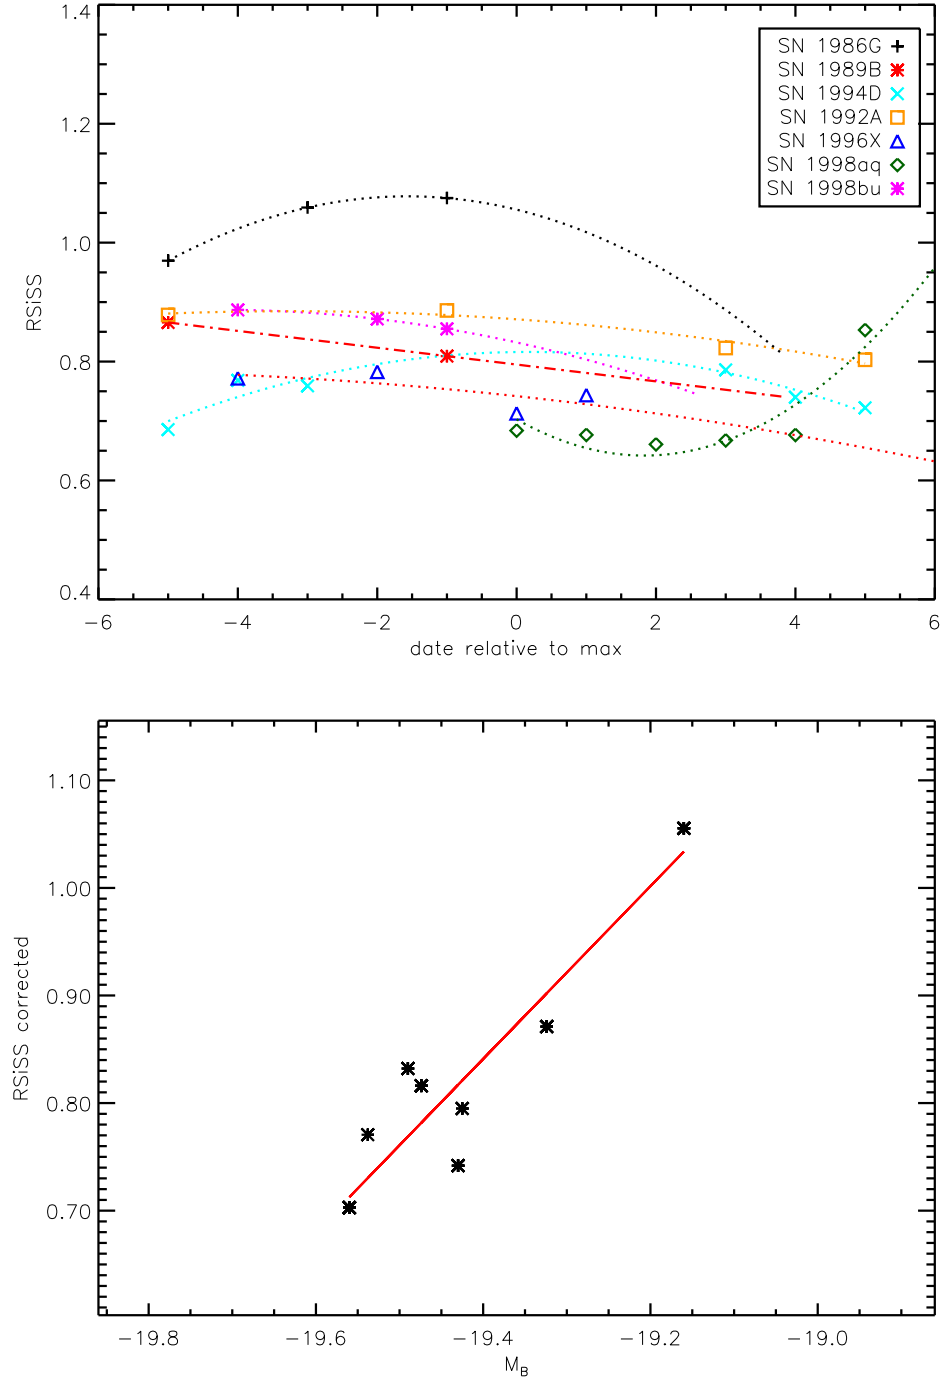 1.4
1.2
1.0
0.8
0.6
0.4
RSiSS
SN 1986G
SN 1989B
SN 1994D
SN 1992A
SN 1996X
SN 1998aq
SN 1998bu
−6 −4 −2 0 2 4 6
date relative to max
1.10
1.00
0.90
0.80
0.70
RSiSS corrected
−19.8 −19.6 −19.4 −19.2 −19.0
M_B